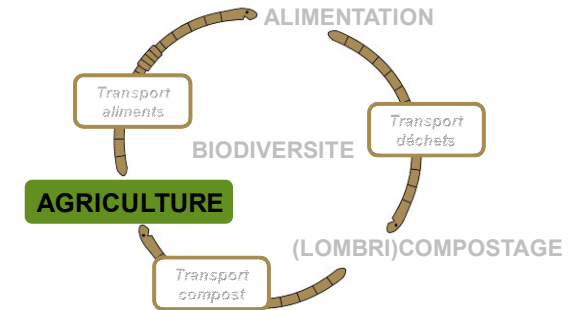 ALIMENTATION
Transport
aliments
Transport
déchets
BIODIVERSITE
AGRICULTURE
(LOMBRI)COMPOSTAGE
Transport
compost